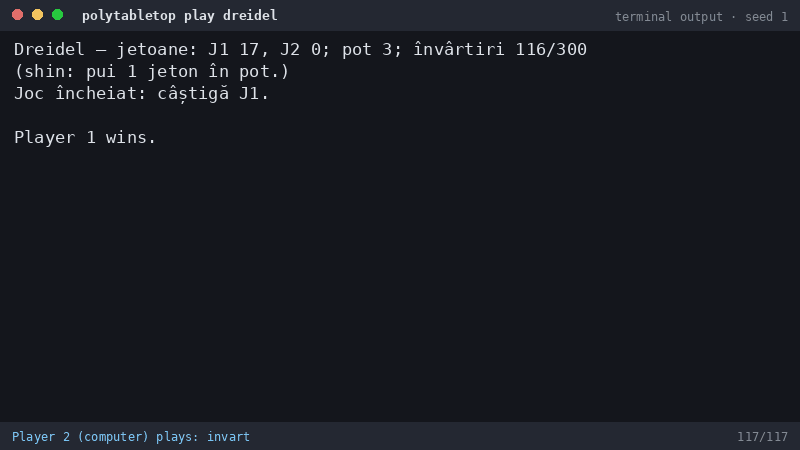 polytabletop play dreidel
terminal output · seed 1
Dreidel — jetoane: J1 17, J2 0; pot 3; învârtiri 116/300
(shin: pui 1 jeton în pot.)
Joc încheiat: câștigă J1.
Player 1 wins.
Player 2 (computer) plays: invart
117/117